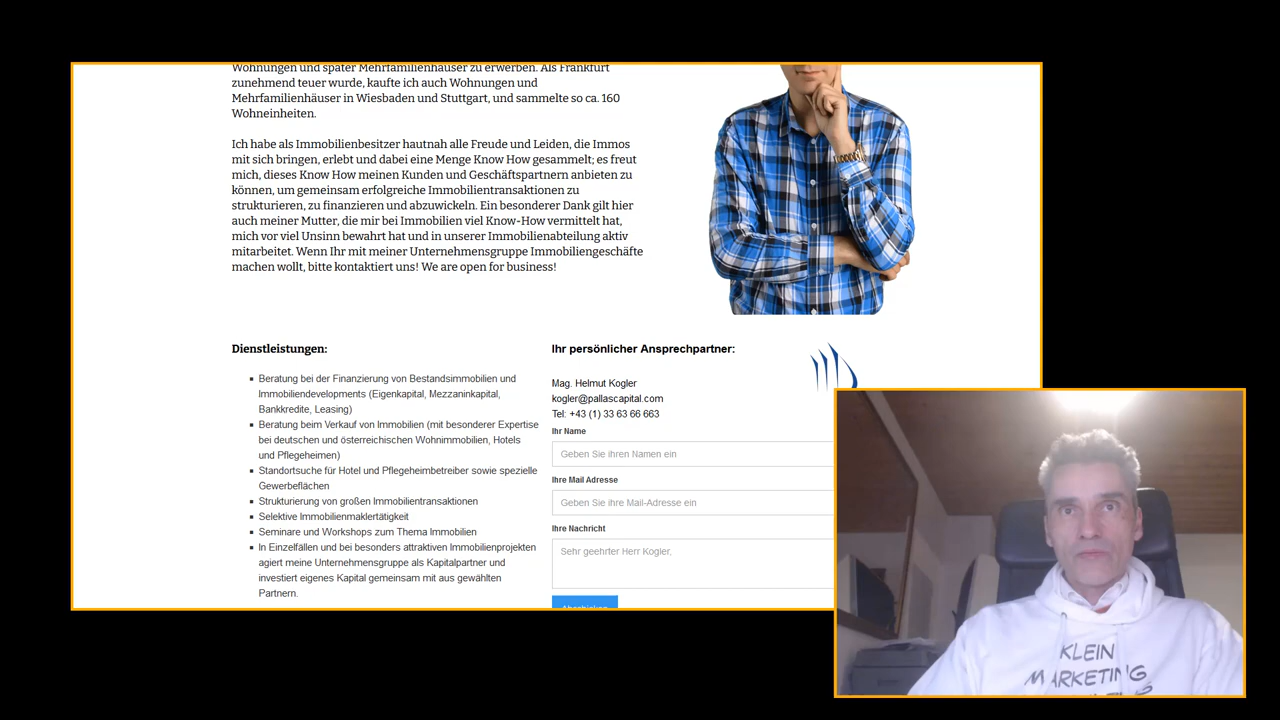 Wohnungen und später Mehrfamilienhäuser zu erwerben. Als Frankfurt
zunehmend teuer wurde, kaufte ich auch Wohnungen und
Mehrfamilienhäuser in Wiesbaden und Stuttgart, und sammelte so ca. 160
Wohneinheiten.
Ich habe als Immobilienbesitzer hautnah alle Freude und Leiden, die Immos
mit sich bringen, erlebt und dabei eine Menge Know How gesammelt; es freut
mich, dieses Know How meinen Kunden und Geschäftspartnern anbieten zu
können, um gemeinsam erfolgreiche Immobilientransaktionen zu
strukturieren, zu finanzieren und abzuwickeln. Ein besonderer Dank gilt hier
auch meiner Mutter, die mir bei Immobilien viel Know-How vermittelt hat,
mich vor viel Unsinn bewahrt hat und in unserer Immobilienabteilung aktiv
mitarbeitet. Wenn Ihr mit meiner Unternehmensgruppe Immobiliengeschäfte
machen wollt, bitte kontaktiert uns! We are open for business!
Dienstleistungen:
Beratung bei der Finanzierung von Bestandsimmobilien und
Immobiliendevelopments (Eigenkapital, Mezzaninkapital,
Bankkredite, Leasing)
Beratung beim Verkauf von Immobilien (mit besonderer Expertise
bei deutschen und österreichischen Wohnimmobilien, Hotels
und Pflegeheimen)
Standortsuche für Hotel und Pflegeheimbetreiber sowie spezielle
Gewerbeflächen
Strukturierung von großen Immobilientransaktionen
Selektive Immobilienmaklertätigkeit
Seminare und Workshops zum Thema Immobilien
In Einzelfällen und bei besonders attraktiven Immobilienprojekten
agiert meine Unternehmensgruppe als Kapitalpartner und
investiert eigenes Kapital gemeinsam mit aus gewählten
Partnern.
Ihr persönlicher Ansprechpartner:
Mag. Helmut Kogler
kogler@pallascapital.com
Tel: +43 (1) 33 63 66 663
Ihr Name
Geben Sie ihren Namen ein
Ihre Mail Adresse
Geben Sie ihre Mail-Adresse ein
Ihre Nachricht
Sehr geehrter Herr Kogler,
KLEIN
MARKETING